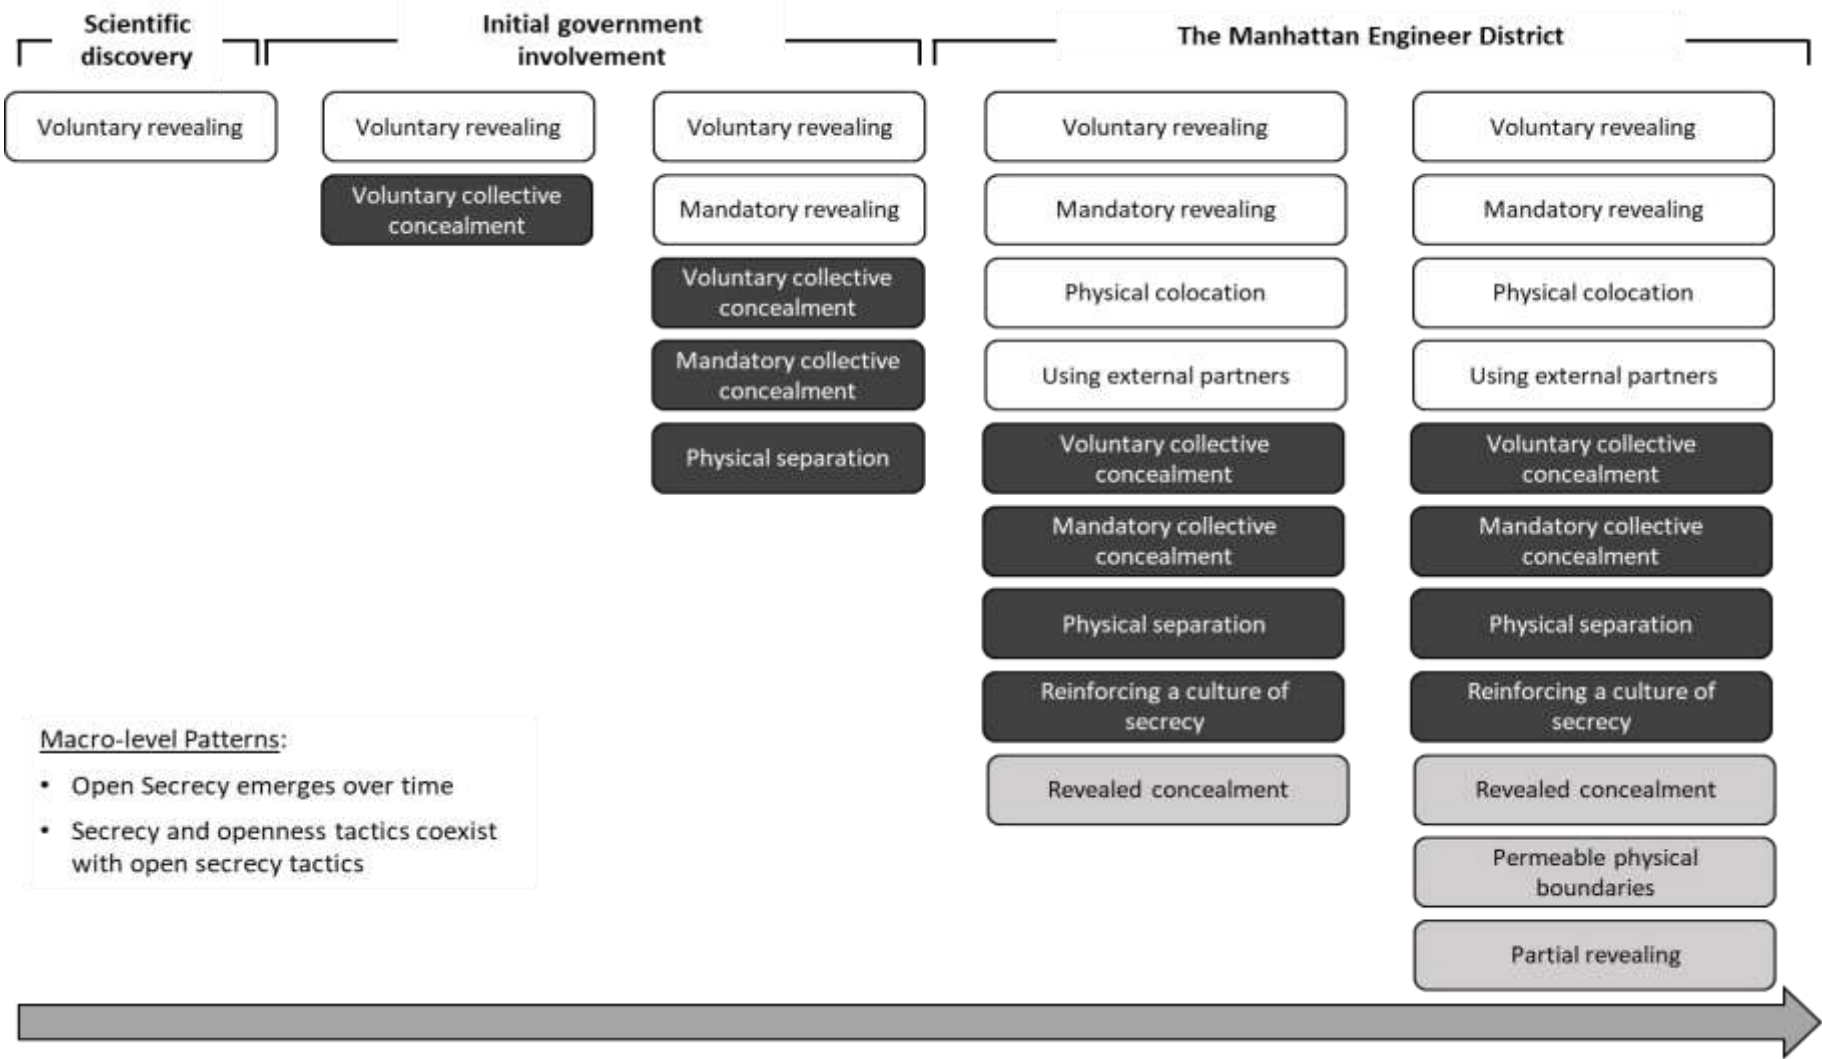 Scientific
discovery
Initial government
involvement
The Manhattan Engineer District
Voluntary revealing
Voluntary revealing
Voluntary collective
concealment
Voluntary revealing
Mandatory revealing
Voluntary collective
concealment
Mandatory collective
concealment
Physical separation
Voluntary revealing
Mandatory revealing
Physical colocation
Using external partners
Voluntary collective
concealment
Mandatory collective
concealment
Physical separation
Reinforcing a culture of
secrecy
Revealed concealment
Voluntary revealing
Mandatory revealing
Physical colocation
Using external partners
Voluntary collective
concealment
Mandatory collective
concealment
Physical separation
Reinforcing a culture of
secrecy
Revealed concealment
Permeable physical
boundaries
Partial revealing
Macro-level Patterns:
• Open Secrecy emerges over time
• Secrecy and openness tactics coexist
with open secrecy tactics